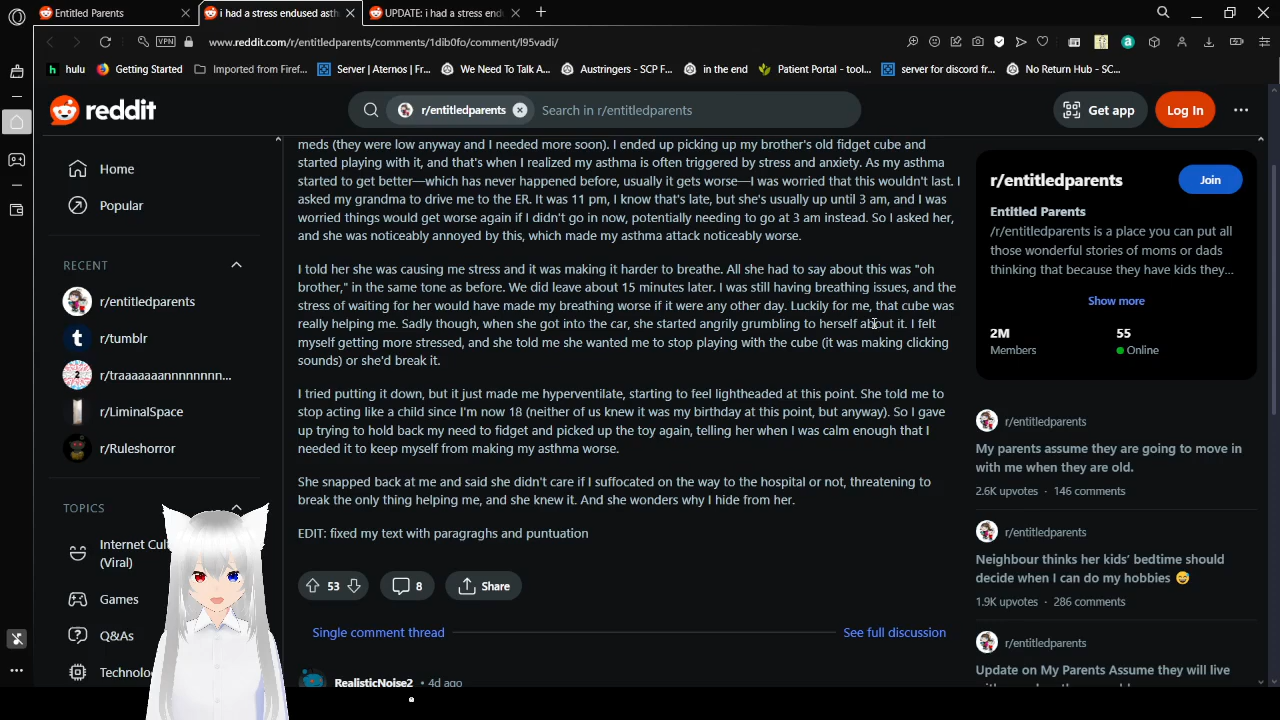 Entitled Parents
i had a stress endused asth
UPDATE: i had a stress end
VPN
www.reddit.com/r/entitledparents/comments/1dib0fo/comment/l95vadi/
hulu
Getting Started
Imported from Firef...
Server | Aternos | Fr...
We Need To Talk A...
Austringers - SCP F...
in the end
Patient Portal - tool...
server for discord fr...
No Return Hub - SC...
reddit
r/entitledparents
Search in r/entitledparents
Get app
Log In
Home
Popular
RECENT
r/entitledparents
r/tumblr
r/traaaaaaannnnnnnn...
r/LiminalSpace
r/Ruleshorror
TOPICS
Internet Cul
(Viral)
Games
Q&As
Technolo
meds (they were low anyway and I needed more soon). I ended up picking up my brother's old fidget cube and
started playing with it, and that's when I realized my asthma is often triggered by stress and anxiety. As my asthma
started to get better—which has never happened before, usually it gets worse—I was worried that this wouldn't last. I
asked my grandma to drive me to the ER. It was 11 pm, I know that's late, but she's usually up until 3 am, and I was
worried things would get worse again if I didn't go in now, potentially needing to go at 3 am instead. So I asked her,
and she was noticeably annoyed by this, which made my asthma attack noticeably worse.
I told her she was causing me stress and it was making it harder to breathe. All she had to say about this was "oh
brother," in the same tone as before. We did leave about 15 minutes later. I was still having breathing issues, and the
stress of waiting for her would have made my breathing worse if it were any other day. Luckily for me, that cube was
really helping me. Sadly though, when she got into the car, she started angrily grumbling to herself about it. I felt
myself getting more stressed, and she told me she wanted me to stop playing with the cube (it was making clicking
sounds) or she'd break it.
I tried putting it down, but it just made me hyperventilate, starting to feel lightheaded at this point. She told me to
stop acting like a child since I'm now 18 (neither of us knew it was my birthday at this point, but anyway). So I gave
up trying to hold back my need to fidget and picked up the toy again, telling her when I was calm enough that I
needed it to keep myself from making my asthma worse.
She snapped back at me and said she didn't care if I suffocated on the way to the hospital or not, threatening to
break the only thing helping me, and she knew it. And she wonders why I hide from her.
EDIT: fixed my text with paragraghs and puntuation
53
8
Share
Single comment thread
See full discussion
RealisticNoise2 • 4d ago
r/entitledparents
Join
Entitled Parents
/r/entitledparents is a place you can put all
those wonderful stories of moms or dads
thinking that because they have kids they...
Show more
2M
55
Members
Online
r/entitledparents
My parents assume they are going to move in
with me when they are old.
2.6K upvotes · 146 comments
r/entitledparents
Neighbour thinks her kids' bedtime should
decide when I can do my hobbies 😅
1.9K upvotes · 286 comments
r/entitledparents
Update on My Parents Assume they will live